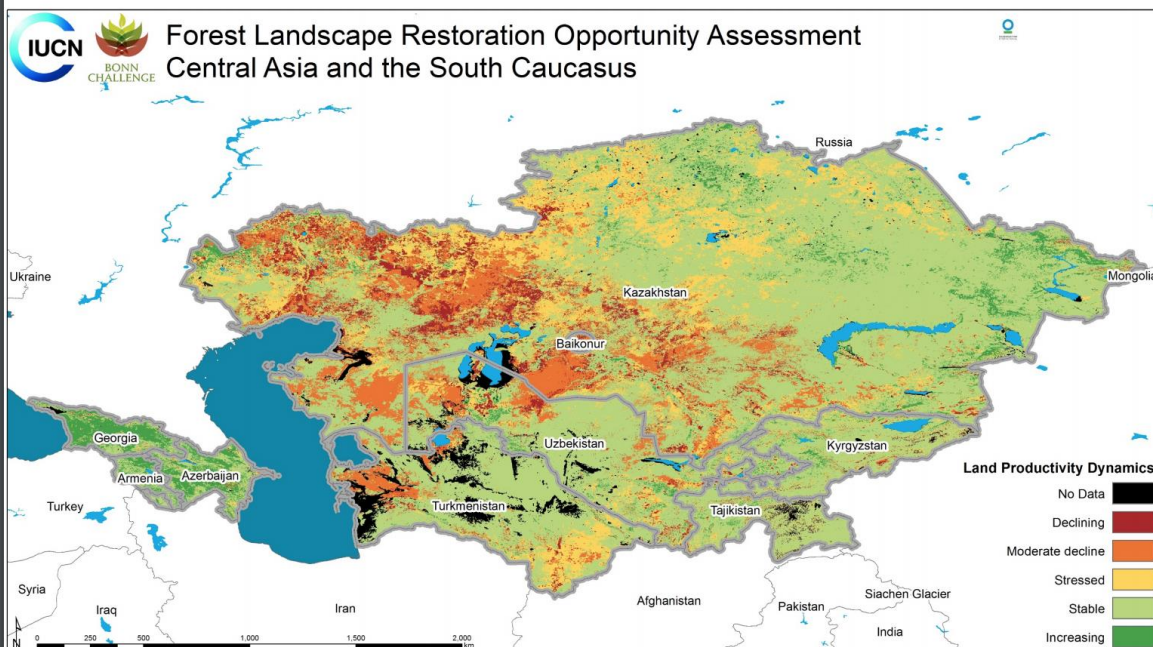 IUCN
BONN
CHALLENGE
Forest Landscape Restoration Opportunity Assessment
Central Asia and the South Caucasus
Russia
Ukraine
Mongolia
Kazakhstan
Baikonur
Georgia
Uzbekistan
Kyrgyzstan
Armenia
Azerbaijan
Turkey
Turkmenistan
Tajikistan
Syria
Iraq
Iran
Afghanistan
Pakistan
Siachen Glacier
India
Land Productivity Dynamics
No Data
Declining
Moderate decline
Stressed
Stable
Increasing
N
0 250 500 1,000 1,500 2,000
km